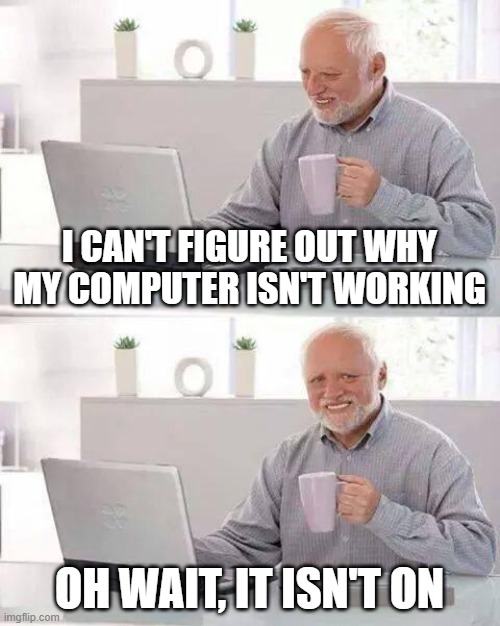 I CAN'T FIGURE OUT WHY
MY COMPUTER ISN'T WORKING
OH WAIT, IT ISN'T ON
imgflip.com